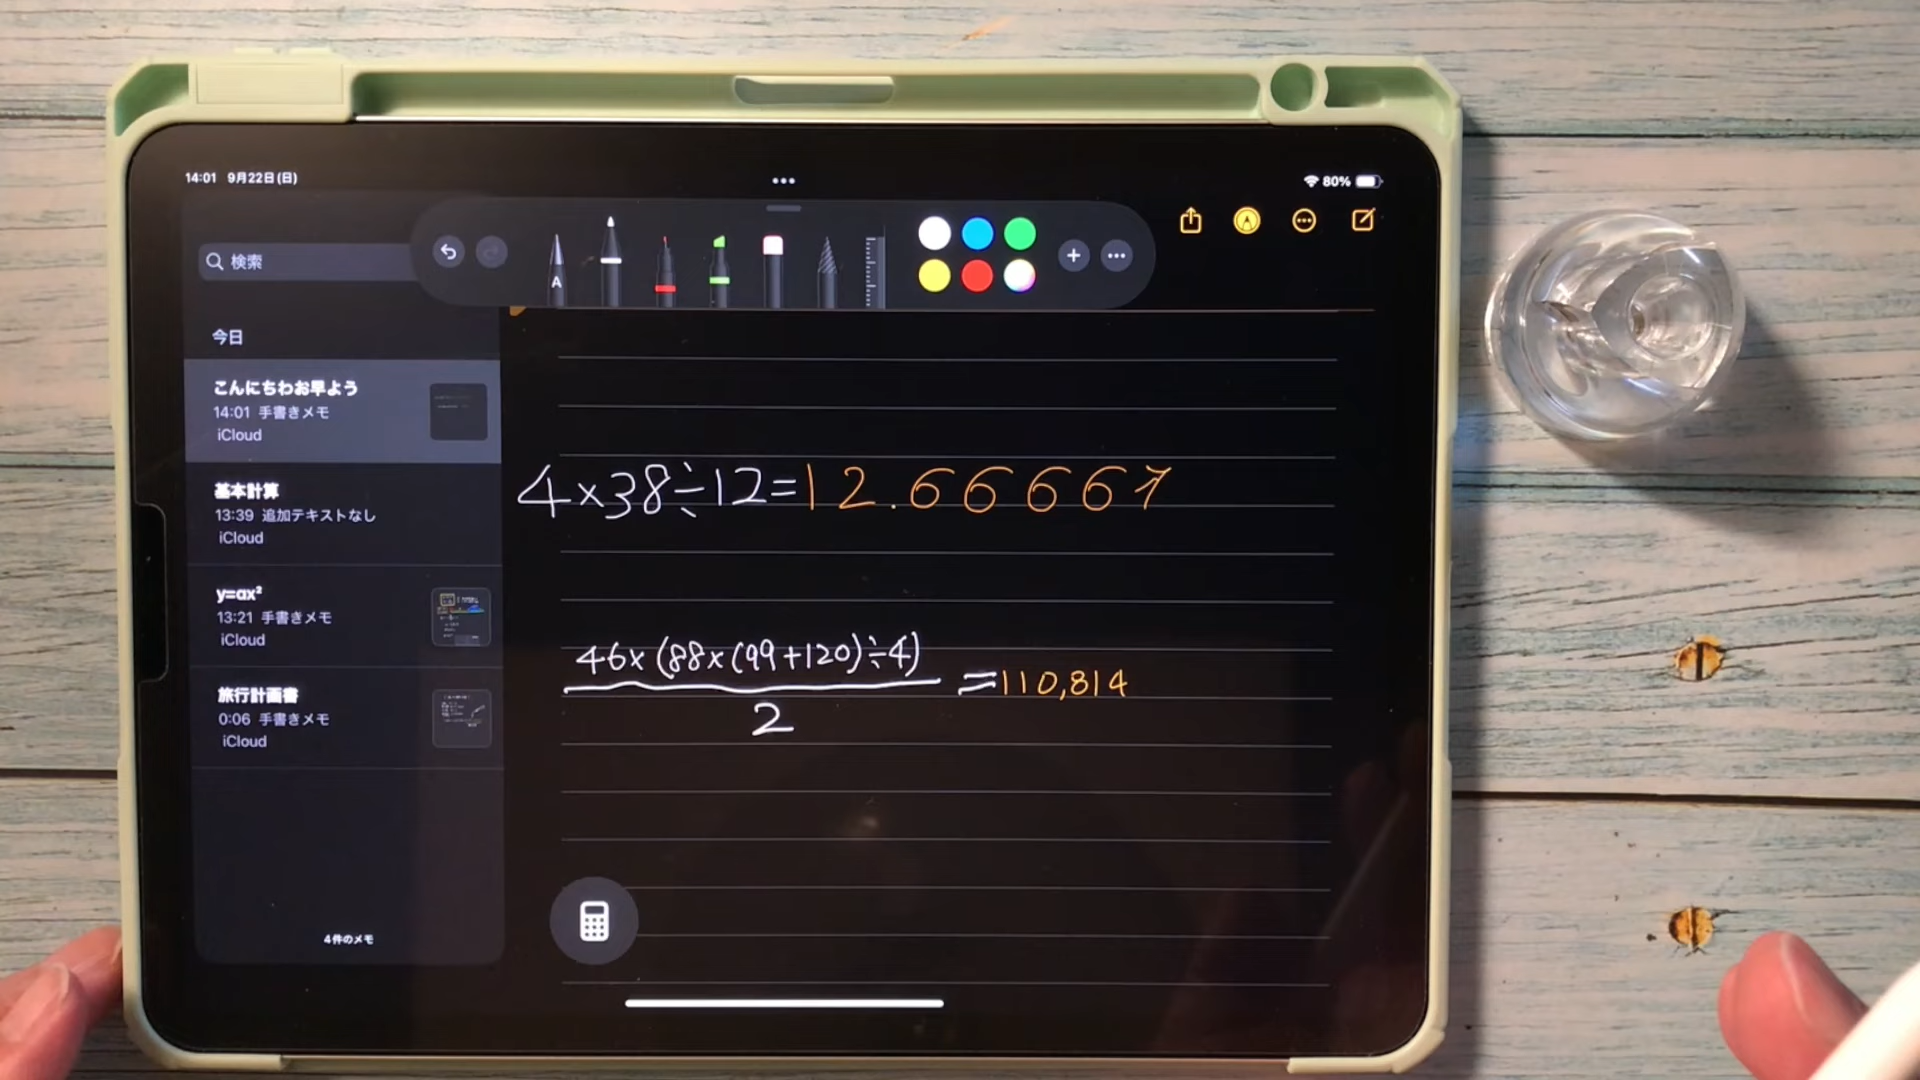 14:01 9月22日(日)
80%
検索
A
今日
こんにちわお早よう
14:01 手書きメモ
iCloud
基本計算
13:39 追加テキストなし
iCloud
y=ax²
13:21 手書きメモ
iCloud
旅行計画書
0:06 手書きメモ
iCloud
4件のメモ
4×38÷12=12.66667
46×(88×(99+120)÷4)
=110,814
2